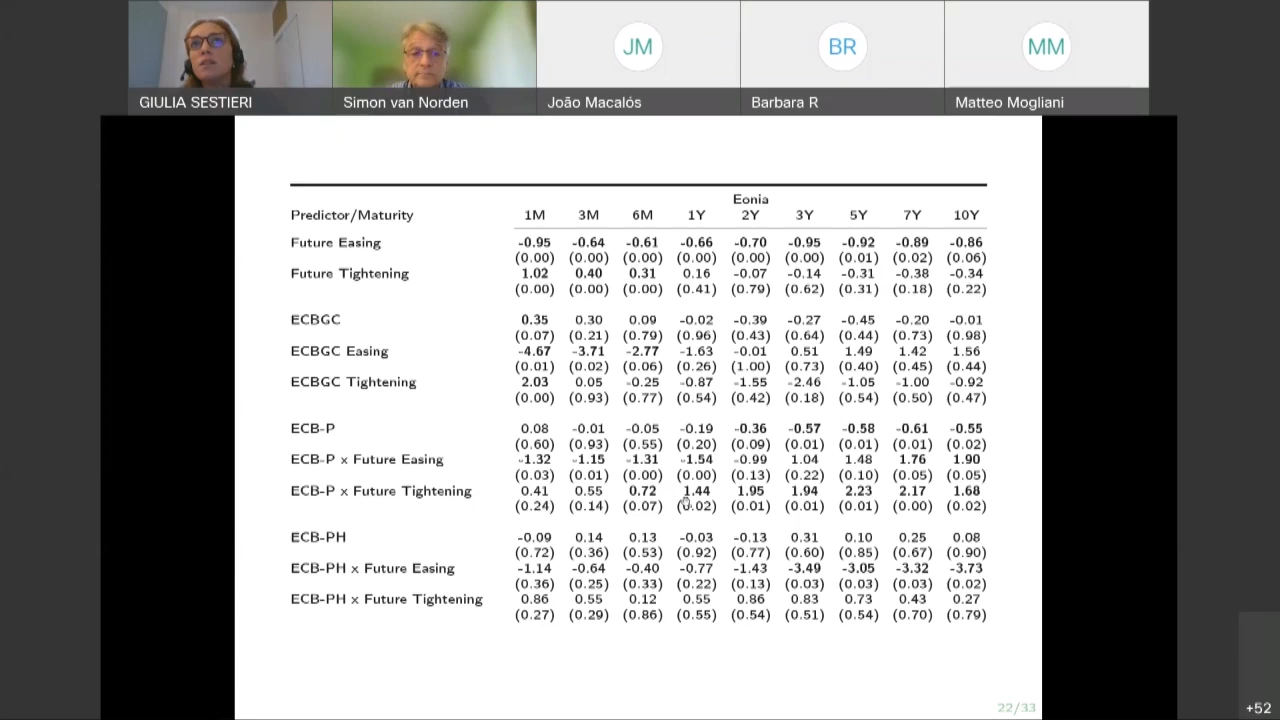 JM
BR
MM
GIULIA SESTIERI
Simon van Norden
João Macalós
Barbara R
Matteo Mogliani
Eonia
Predictor/Maturity 1M 3M 6M 1Y 2Y 3Y 5Y 7Y 10Y
Future Easing -0.95 -0.64 -0.61 -0.66 -0.70 -0.95 -0.92 -0.89 -0.86
(0.00) (0.00) (0.00) (0.00) (0.00) (0.00) (0.01) (0.02) (0.06)
Future Tightening 1.02 0.40 0.31 0.16 -0.07 -0.14 -0.31 -0.38 -0.34
(0.00) (0.00) (0.00) (0.41) (0.79) (0.62) (0.31) (0.18) (0.22)
ECBGC 0.35 0.30 0.09 -0.02 -0.39 -0.27 -0.45 -0.20 -0.01
(0.07) (0.21) (0.79) (0.96) (0.43) (0.64) (0.44) (0.73) (0.98)
ECBGC Easing -4.67 -3.71 -2.77 -1.63 -0.01 0.51 1.49 1.42 1.56
(0.01) (0.02) (0.06) (0.26) (1.00) (0.73) (0.40) (0.45) (0.44)
ECBGC Tightening 2.03 0.05 -0.25 -0.87 -1.55 -2.46 -1.05 -1.00 -0.92
(0.00) (0.93) (0.77) (0.54) (0.42) (0.18) (0.54) (0.50) (0.47)
ECB-P 0.08 -0.01 -0.05 -0.19 -0.36 -0.57 -0.58 -0.61 -0.55
(0.60) (0.93) (0.55) (0.20) (0.09) (0.01) (0.01) (0.01) (0.02)
ECB-P x Future Easing -1.32 -1.15 -1.31 -1.54 -0.99 1.04 1.48 1.76 1.90
(0.03) (0.01) (0.00) (0.00) (0.13) (0.22) (0.10) (0.05) (0.05)
ECB-P x Future Tightening 0.41 0.55 0.72 1.44 1.95 1.94 2.23 2.17 1.68
(0.24) (0.14) (0.07) (0.02) (0.01) (0.01) (0.01) (0.00) (0.02)
ECB-PH -0.09 0.14 0.13 -0.03 -0.13 0.31 0.10 0.25 0.08
(0.72) (0.36) (0.53) (0.92) (0.77) (0.60) (0.85) (0.67) (0.90)
ECB-PH x Future Easing -1.14 -0.64 -0.40 -0.77 -1.43 -3.49 -3.05 -3.32 -3.73
(0.36) (0.25) (0.33) (0.22) (0.13) (0.03) (0.03) (0.03) (0.02)
ECB-PH x Future Tightening 0.86 0.55 0.12 0.55 0.86 0.83 0.73 0.43 0.27
(0.27) (0.29) (0.86) (0.55) (0.54) (0.51) (0.54) (0.70) (0.79)
22/33
+52